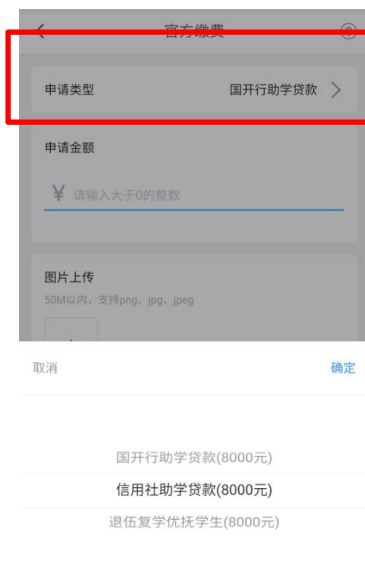 官方缴费
申请类型 国开行助学贷款
申请金额
¥ 请输入大于0的整数
图片上传
50M以内，支持png、jpg、jpeg
取消 确定
国开行助学贷款(8000元)
信用社助学贷款(8000元)
退伍复学优抚学生(8000元)